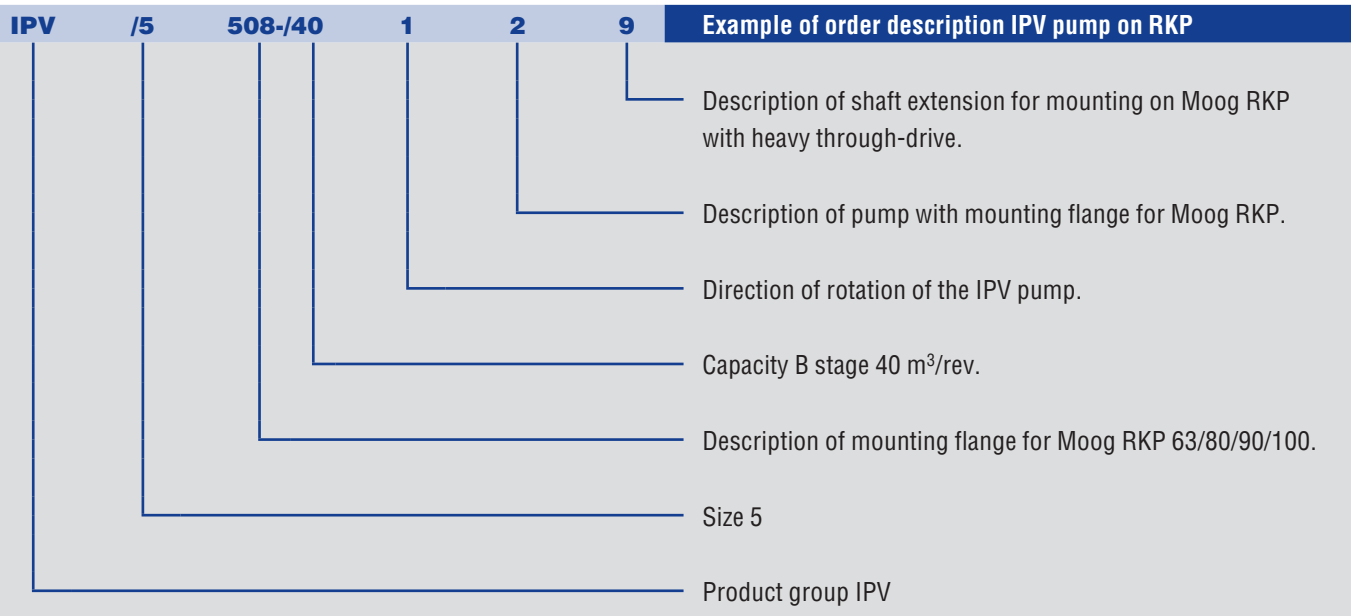 IPV /5 508-/40 1 2 9 Example of order description IPV pump on RKP
Description of shaft extension for mounting on Moog RKP
with heavy through-drive.
Description of pump with mounting flange for Moog RKP.
Direction of rotation of the IPV pump.
Capacity B stage 40 m³/rev.
Description of mounting flange for Moog RKP 63/80/90/100.
Size 5
Product group IPV